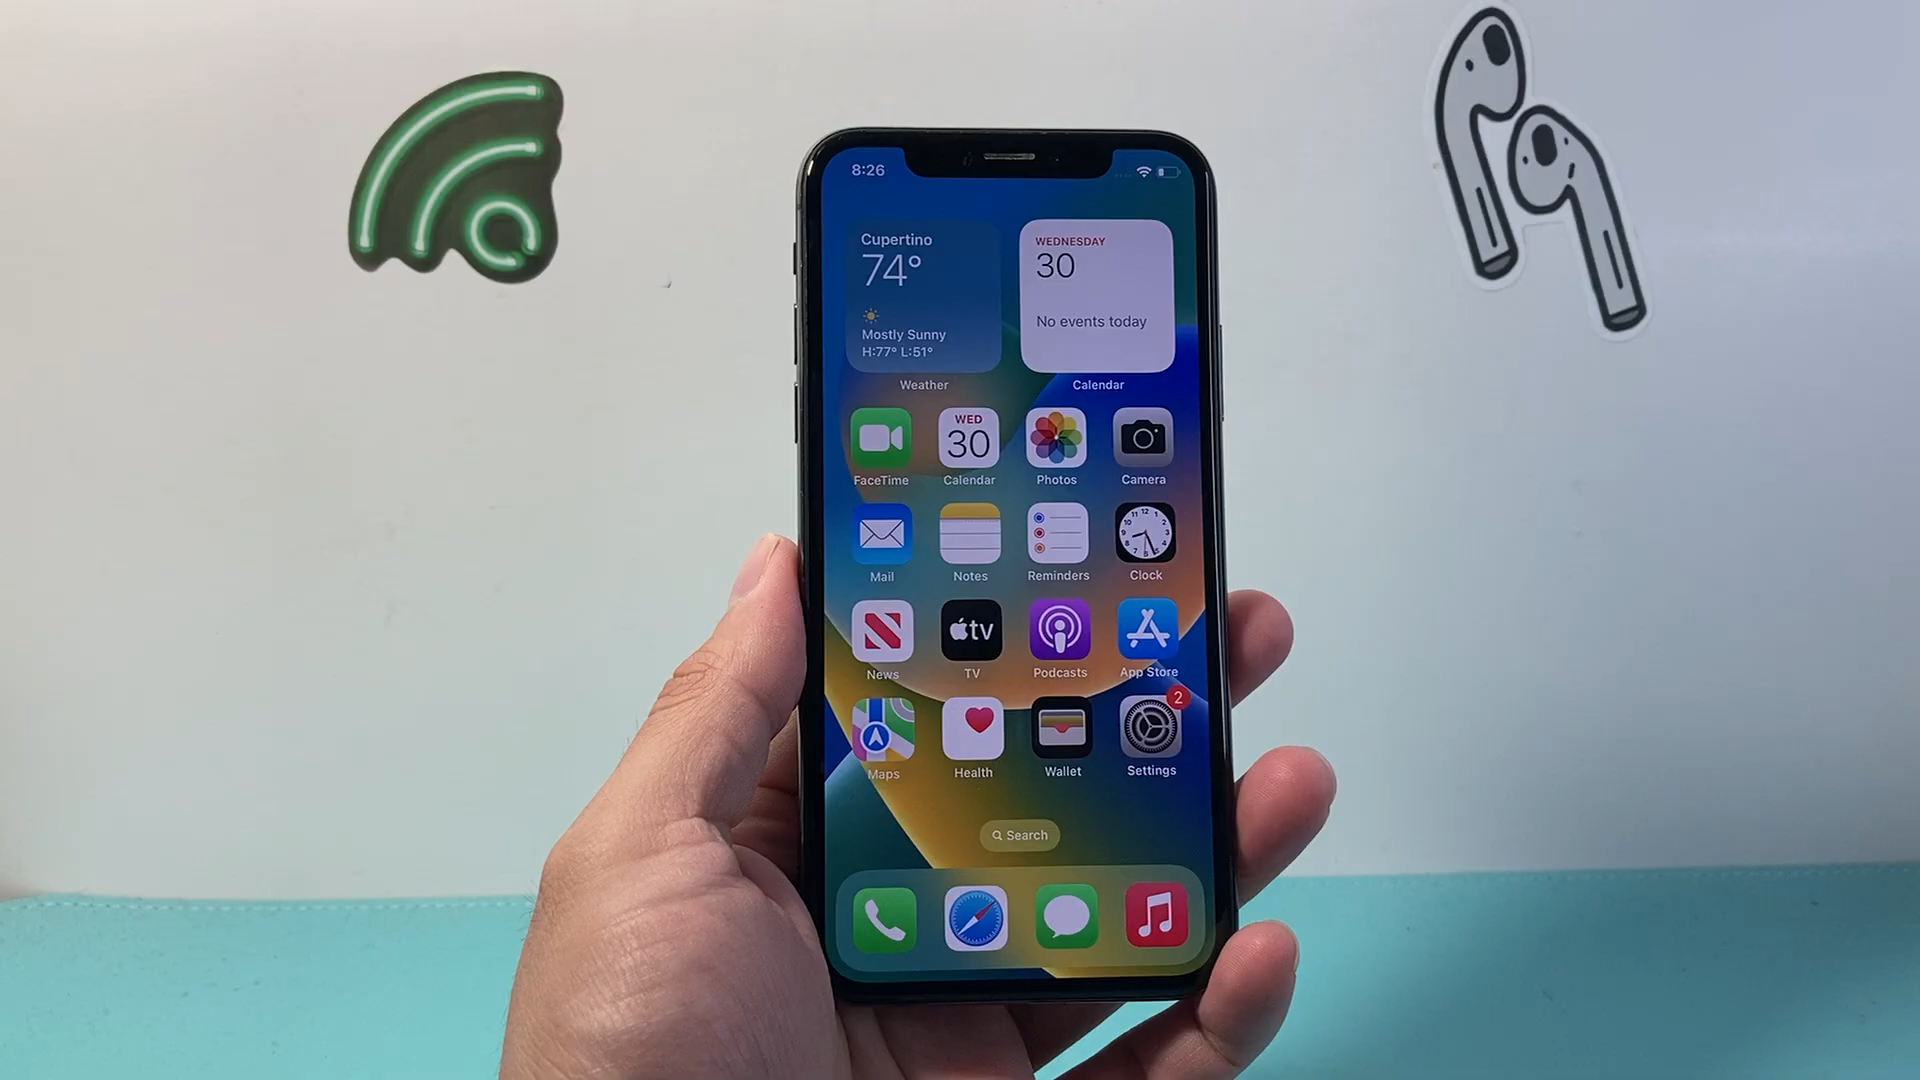 8:26
Cupertino
74°
Mostly Sunny
H:77° L:51°
Weather
WEDNESDAY
30
No events today
Calendar
FaceTime
WED
30
Calendar
Photos
Camera
Mail
Notes
Reminders
Clock
News
tv
TV
Podcasts
App Store
Maps
Health
Wallet
2
Settings
Search